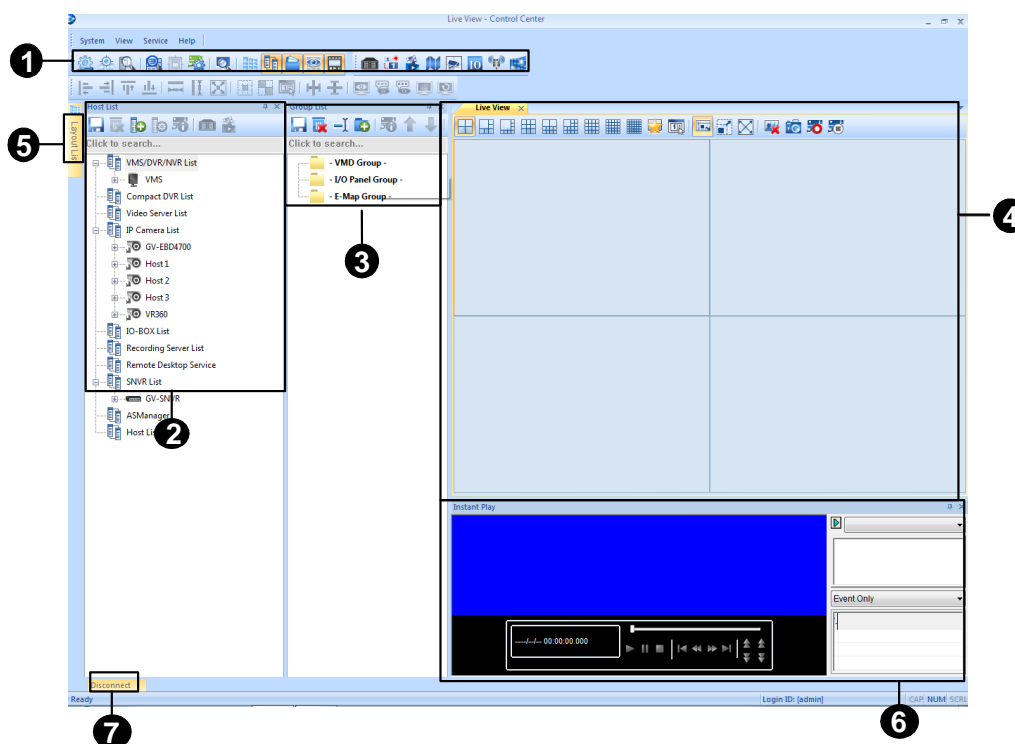 Live View - Control Center
System View Service Help
1
IO
Host List
Group List
Live View
Layout Lis
5
Click to search...
Click to search...
VMS/DVR/NVR List
VMS
Compact DVR List
Video Server List
IP Camera List
GV-EBD4700
Host 1
Host 2
Host 3
VR360
IO-BOX List
Recording Server List
Remote Desktop Service
SNVR List
GV-SNVR
ASManager
Host Lis
2
- VMD Group -
- I/O Panel Group -
- E-Map Group -
3
4
Instant Play
Event Only
----/--/-- 00:00:00.000
6
Disconnect
Ready
Login ID: [admin]
CAP NUM SCRL
7